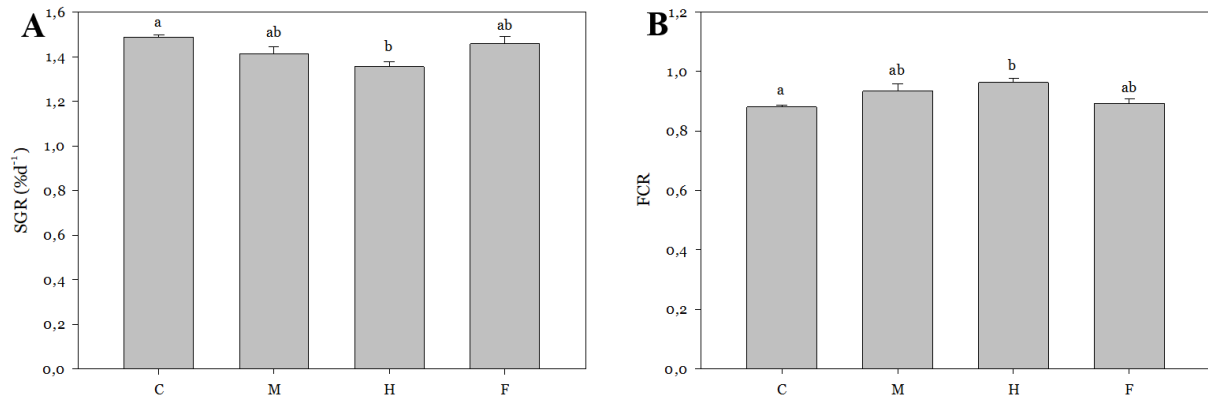 A
SGR (%d⁻¹)
1,6
1,4
1,2
1,0
0,8
0,6
0,4
0,2
0,0
a
ab
b
ab
C M H F
B
FCR
1,2
1,0
0,8
0,6
0,4
0,2
0,0
a
ab
b
ab
C M H F